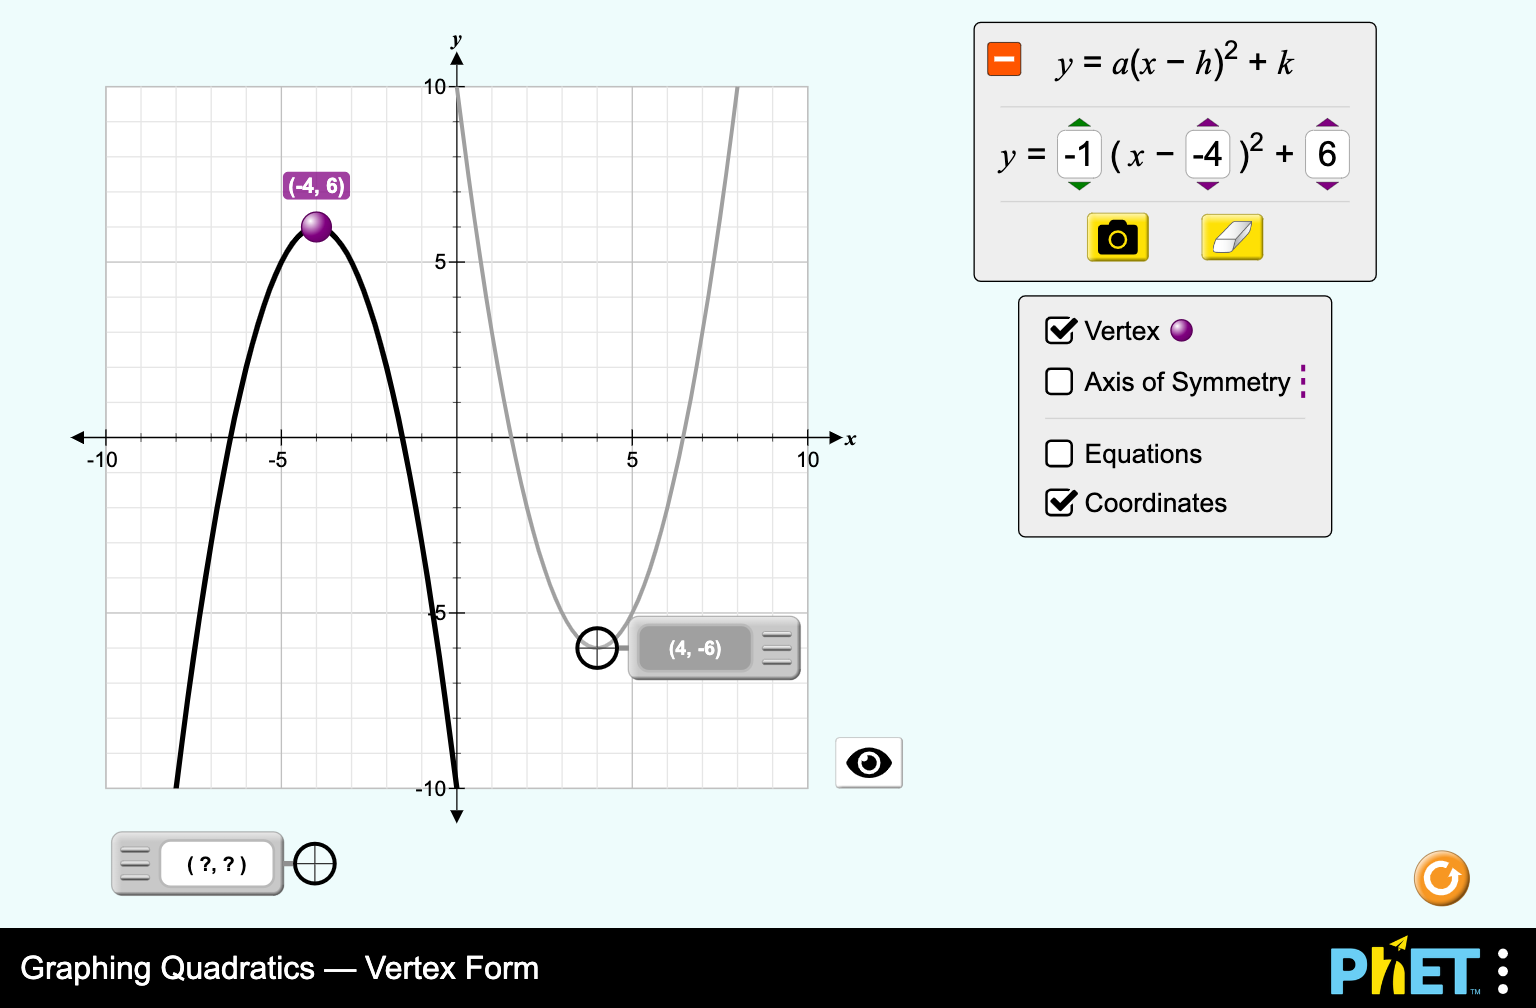 y
10
5
-10
-5
5
10
x
-5
-10
(-4, 6)
(4, -6)
( ?, ? )
y = a(x − h)² + k
y = -1 ( x − -4 )² + 6
Vertex
Axis of Symmetry
Equations
Coordinates
Graphing Quadratics — Vertex Form
PhET™